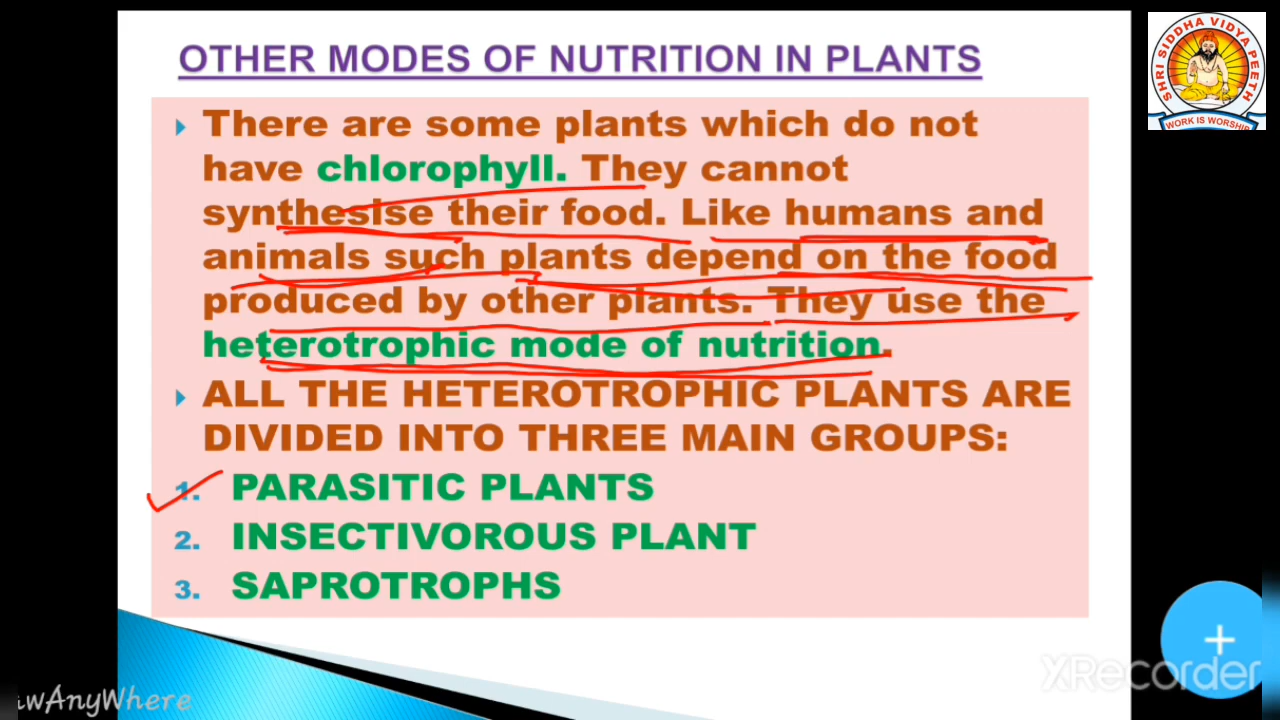 OTHER MODES OF NUTRITION IN PLANTS
SHRI SIDDHA VIDYA PEETH
WORK IS WORSHIP
There are some plants which do not
have chlorophyll. They cannot
synthesise their food. Like humans and
animals such plants depend on the food
produced by other plants. They use the
heterotrophic mode of nutrition.
ALL THE HETEROTROPHIC PLANTS ARE
DIVIDED INTO THREE MAIN GROUPS:
1. PARASITIC PLANTS
2. INSECTIVOROUS PLANT
3. SAPROTROPHS
XRecorder
wAnyWhere